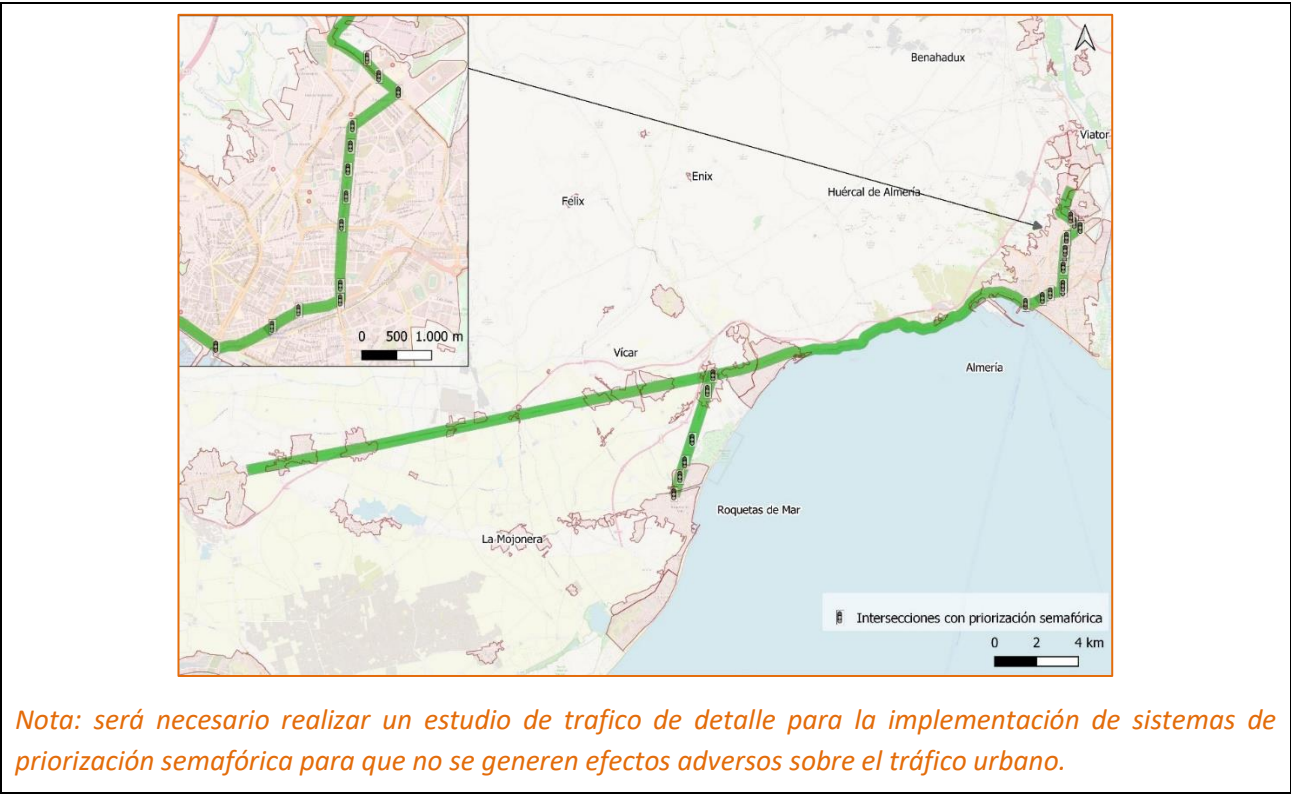 Benahadux
Viator
Enix
Huércal de Almería
Félix
0 500 1.000 m
Vícar
Almería
Roquetas de Mar
La Mojonera
Intersecciones con priorización semafórica
0 2 4 km
Nota: será necesario realizar un estudio de trafico de detalle para la implementación de sistemas de
priorización semafórica para que no se generen efectos adversos sobre el tráfico urbano.